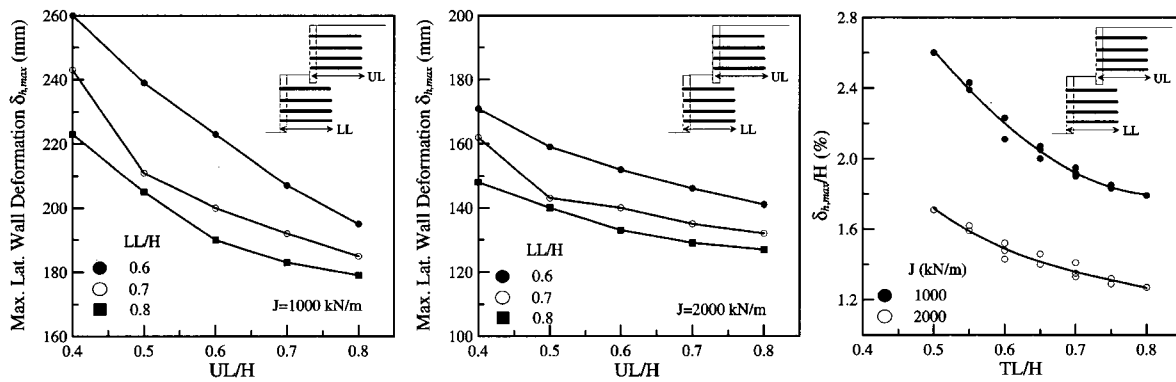 Max. Lat. Wall Deformation δh,max (mm)
260
240
220
200
180
160
UL
LL
LL/H
0.6
0.7
0.8
J=1000 kN/m
0.4 0.5 0.6 0.7 0.8
UL/H
Max. Lat. Wall Deformation δh,max (mm)
200
180
160
140
120
100
UL
LL
LL/H
0.6
0.7
0.8
J=2000 kN/m
0.4 0.5 0.6 0.7 0.8
UL/H
δh,max/H (%)
2.8
2.4
2.0
1.6
1.2
UL
LL
J (kN/m)
1000
2000
0.4 0.5 0.6 0.7 0.8
TL/H